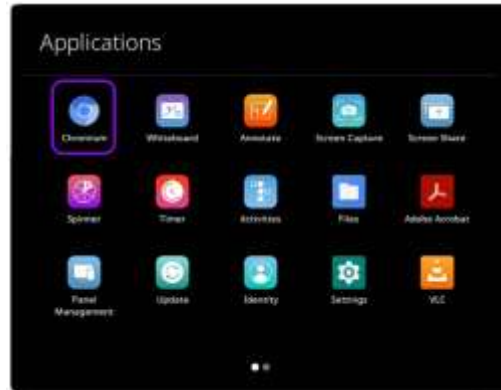 Applications
Chromium
Whiteboard
Annotate
Screen Capture
Screen Share
Spinner
Timer
Activities
Files
Adobe Acrobat
Panel
Management
Update
Identity
Settings
VLC